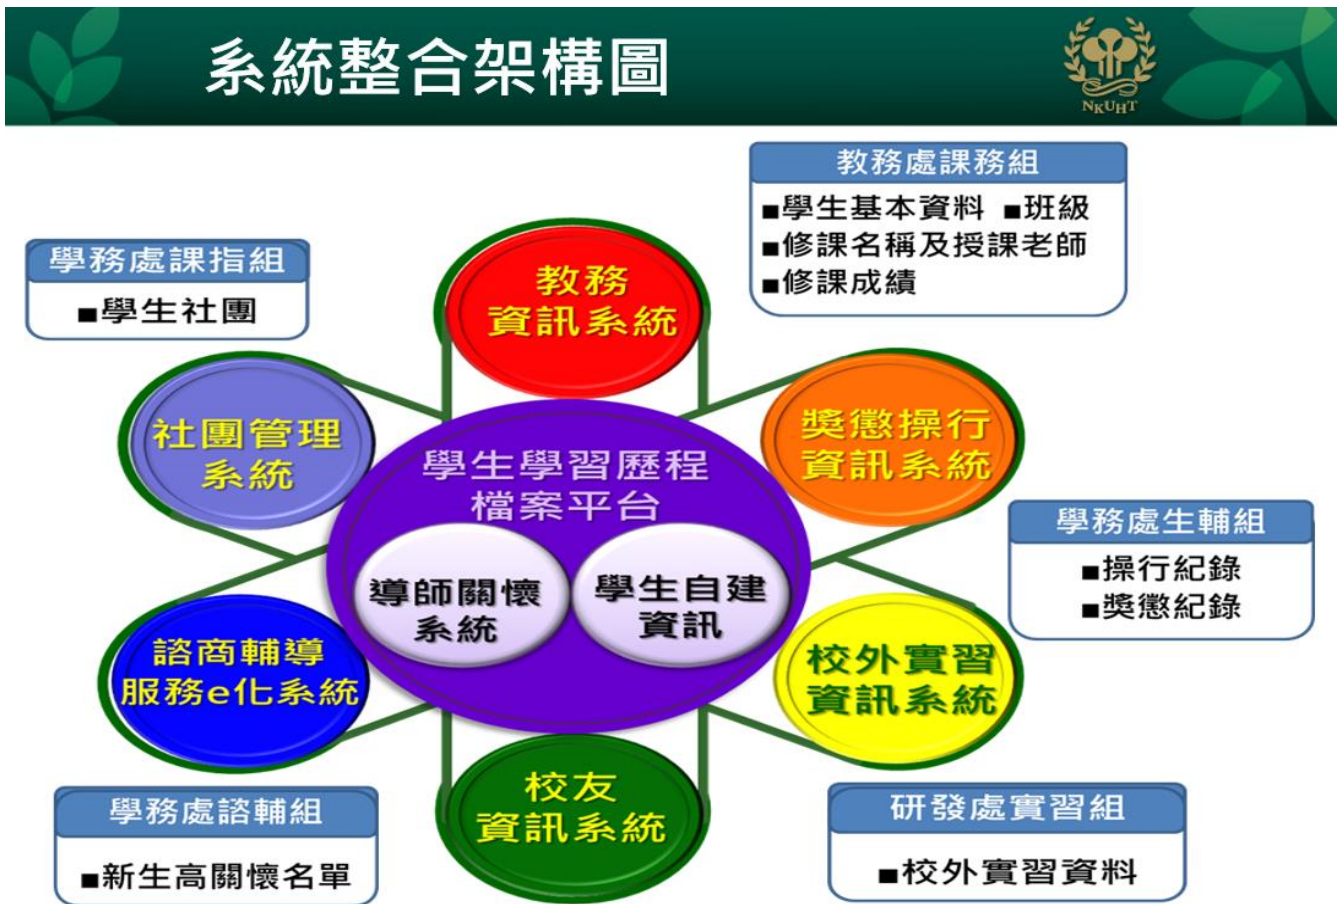 系統整合架構圖
NKUHT
教務處課務組
■學生基本資料 ■班級
■修課名稱及授課老師
■修課成績
學務處課指組
■學生社團
教務
資訊系統
社團管理
系統
獎懲操行
資訊系統
學生學習歷程
檔案平台
導師關懷
系統
學生自建
資訊
學務處生輔組
■操行紀錄
■獎懲紀錄
諮商輔導
服務e化系統
校外實習
資訊系統
校友
資訊系統
學務處諮輔組
■新生高關懷名單
研發處實習組
■校外實習資料